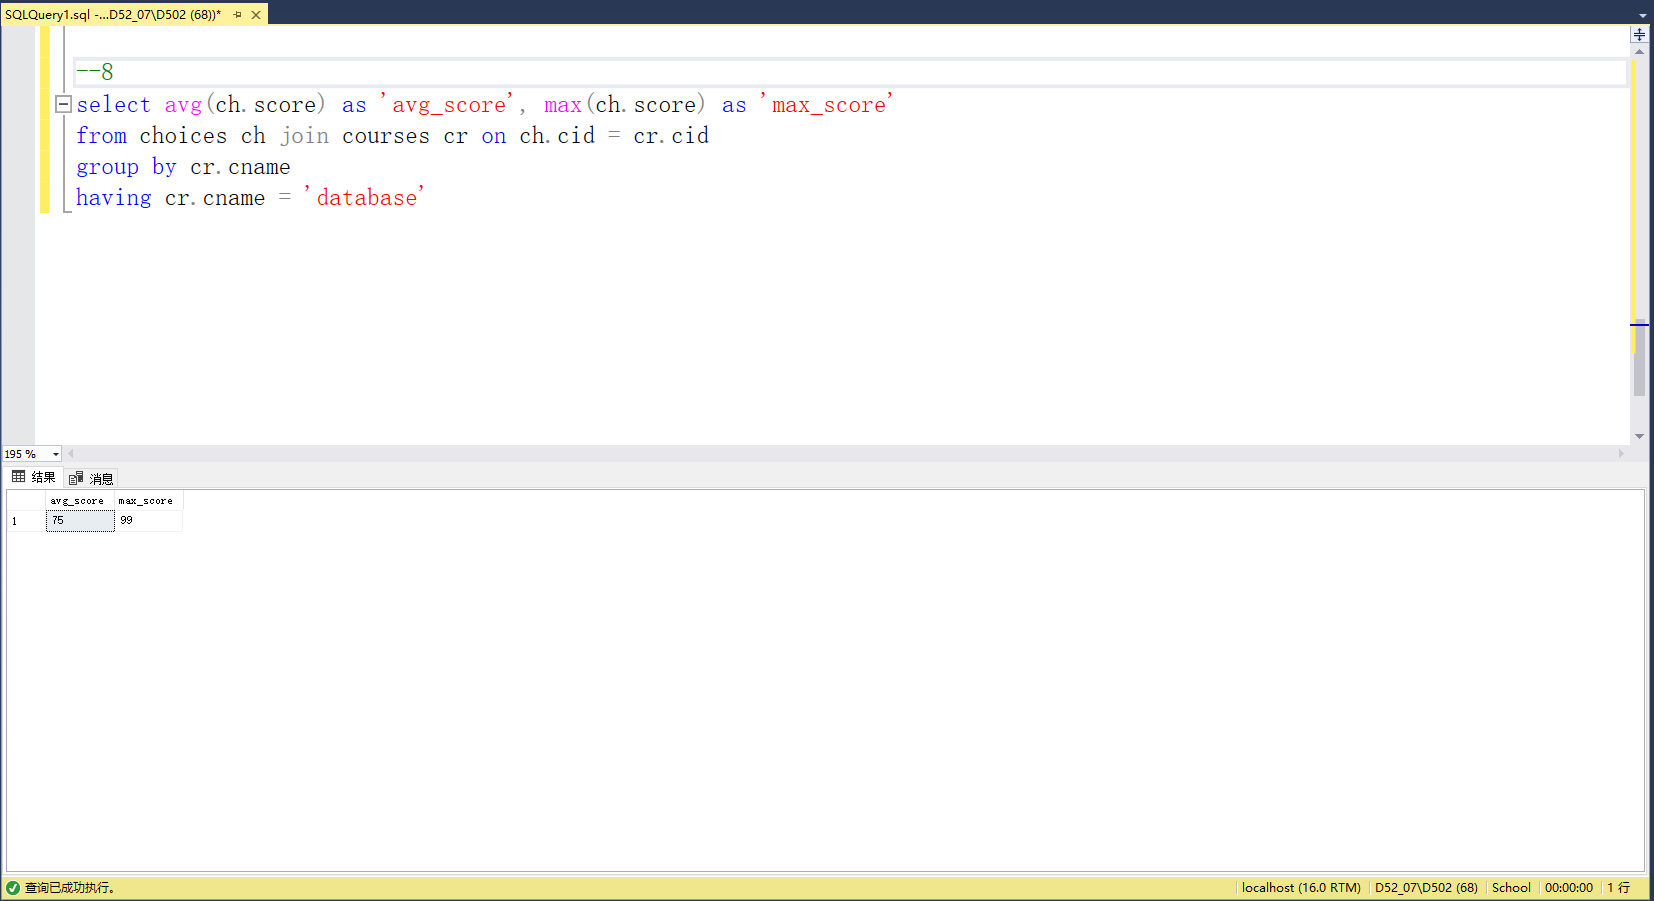 SQLQuery1.sql -...D52_07\D502 (68))*
--8
select avg(ch.score) as 'avg_score', max(ch.score) as 'max_score'
from choices ch join courses cr on ch.cid = cr.cid
group by cr.cname
having cr.cname = 'database'
195 %
结果 消息
avg_score max_score
1 75 99
查询已成功执行。 localhost (16.0 RTM) D52_07\D502 (68) School 00:00:00 1 行